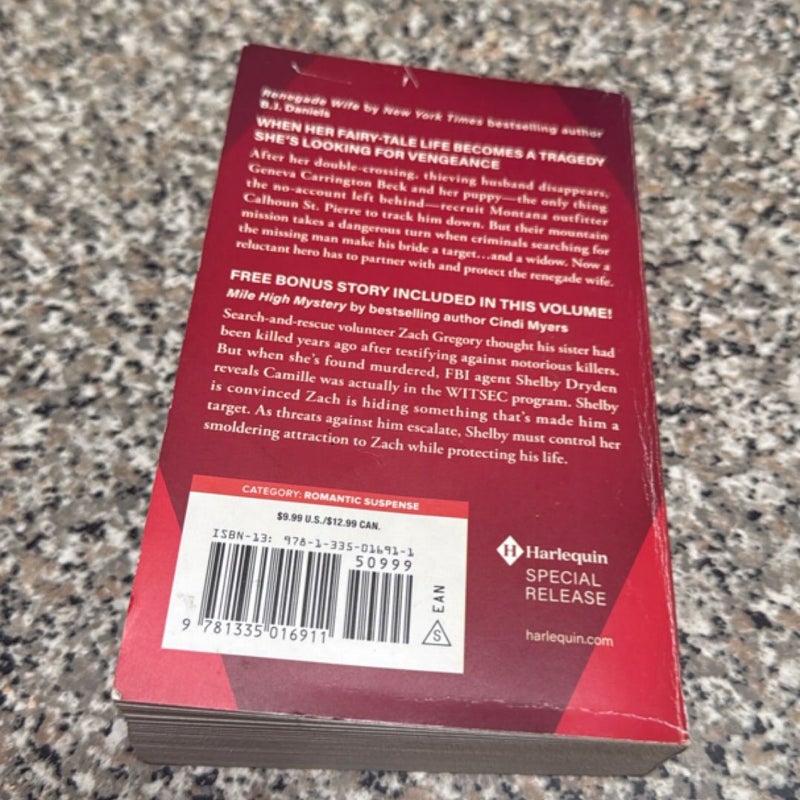 Renegade Wife by New York Times bestselling author
B.J. Daniels
WHEN HER FAIRY-TALE LIFE BECOMES A TRAGEDY
SHE'S LOOKING FOR VENGEANCE
After her double-crossing, thieving husband disappears,
Geneva Carrington Beck and her puppy—the only thing
the no-account left behind—recruit Montana outfitter
Calhoun St. Pierre to track him down. But their mountain
mission takes a dangerous turn when criminals searching for
the missing man make his bride a target…and a widow. Now a
reluctant hero has to partner with and protect the renegade wife.
FREE BONUS STORY INCLUDED IN THIS VOLUME!
Mile High Mystery by bestselling author Cindi Myers
Search-and-rescue volunteer Zach Gregory thought his sister had
been killed years ago after testifying against notorious killers.
But when she's found murdered, FBI agent Shelby Dryden
reveals Camille was actually in the WITSEC program. Shelby
is convinced Zach is hiding something that's made him a
target. As threats against him escalate, Shelby must control her
smoldering attraction to Zach while protecting his life.
CATEGORY: ROMANTIC SUSPENSE
$9.99 U.S./$12.99 CAN.
ISBN-13: 978-1-335-01691-1
50999
9 781335 016911
EAN
S
H Harlequin
SPECIAL
RELEASE
harlequin.com